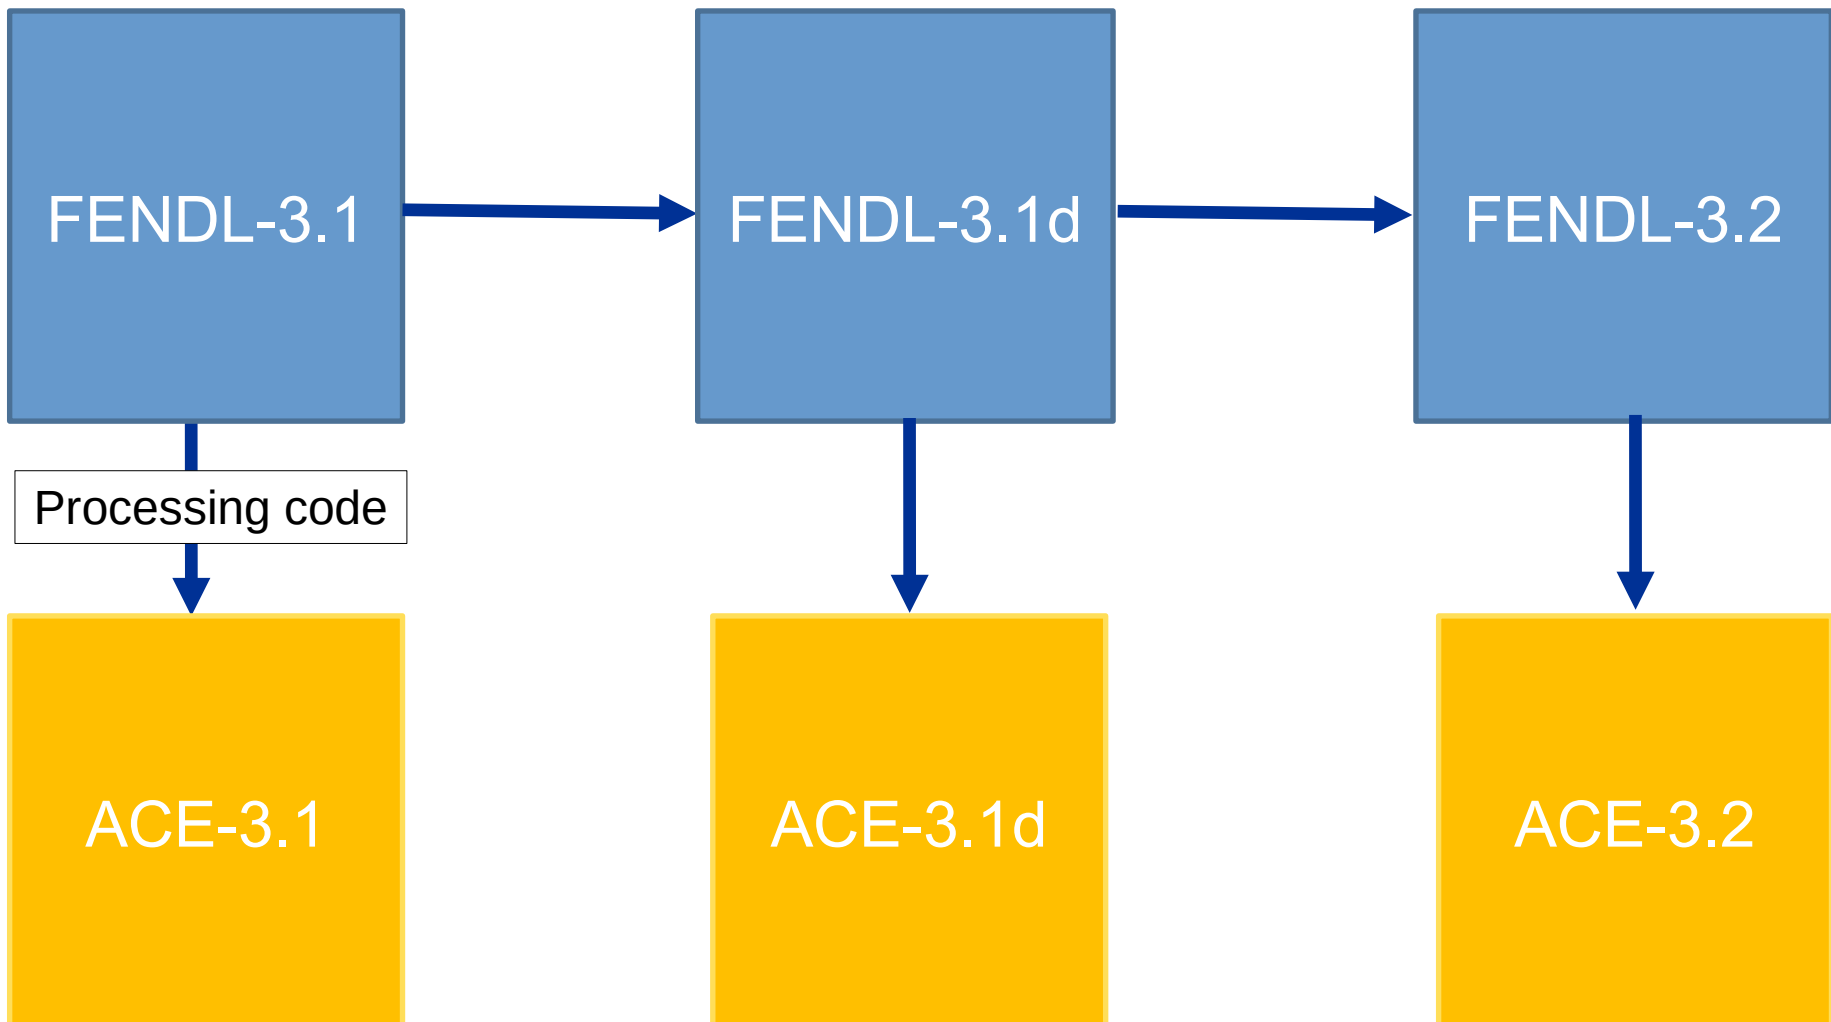 FENDL-3.1
FENDL-3.1d
FENDL-3.2
Processing code
ACE-3.1
ACE-3.1d
ACE-3.2